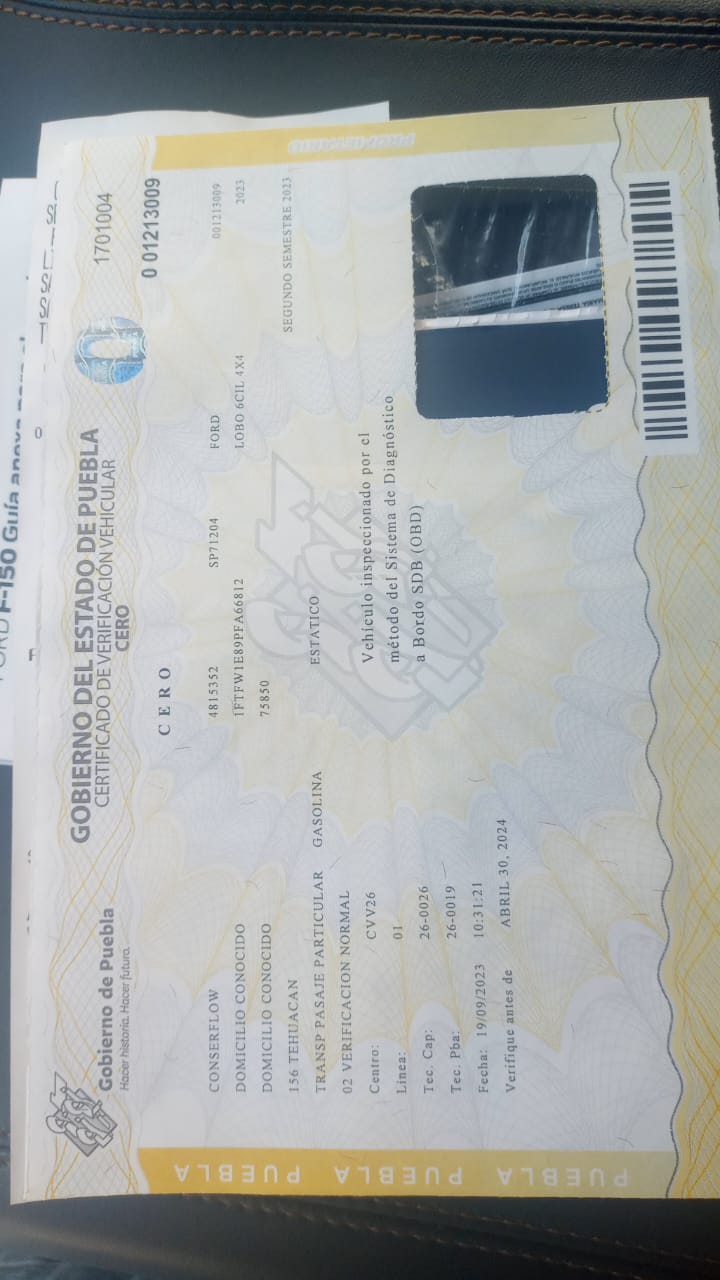 FORD F-150 Guía anexa para el
Gobierno de Puebla
Hacer historia. Hacer futuro.
GOBIERNO DEL ESTADO DE PUEBLA
CERTIFICADO DE VERIFICACIÓN VEHICULAR
CERO
1701004
0 01213009
CERO
CONSERFLOW 4815352 SP71204 FORD 001213009
DOMICILIO CONOCIDO 1FTFW1E89PFA66812 LOBO 6CIL 4X4 2023
DOMICILIO CONOCIDO 75850
156 TEHUACAN SEGUNDO SEMESTRE 2023
TRANSP PASAJE PARTICULAR GASOLINA ESTATICO
02 VERIFICACION NORMAL
Centro: CVV26
Linea: 01
Tec. Cap: 26-0026
Tec. Pba: 26-0019
Fecha: 19/09/2023 10:31:21
Verifique antes de ABRIL 30, 2024
Vehículo inspeccionado por el
método del Sistema de Diagnóstico
a Bordo SDB (OBD)
PUEBLA PUEBLA PUEBLA
PROPIETARIO